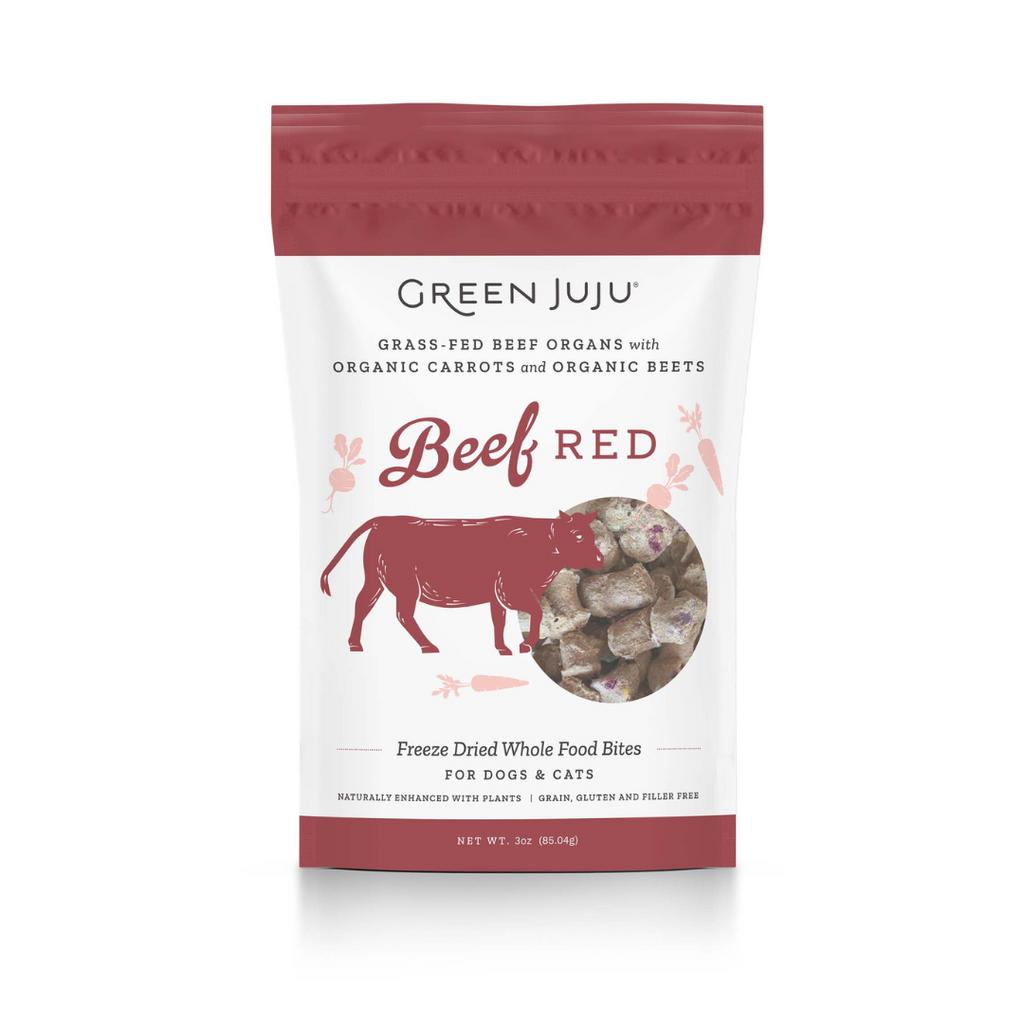 GREEN JUJU®
GRASS-FED BEEF ORGANS with
ORGANIC CARROTS and ORGANIC BEETS
Beef RED
Freeze Dried Whole Food Bites
FOR DOGS & CATS
NATURALLY ENHANCED WITH PLANTS | GRAIN, GLUTEN AND FILLER FREE
NET WT. 3oz (85.04g)